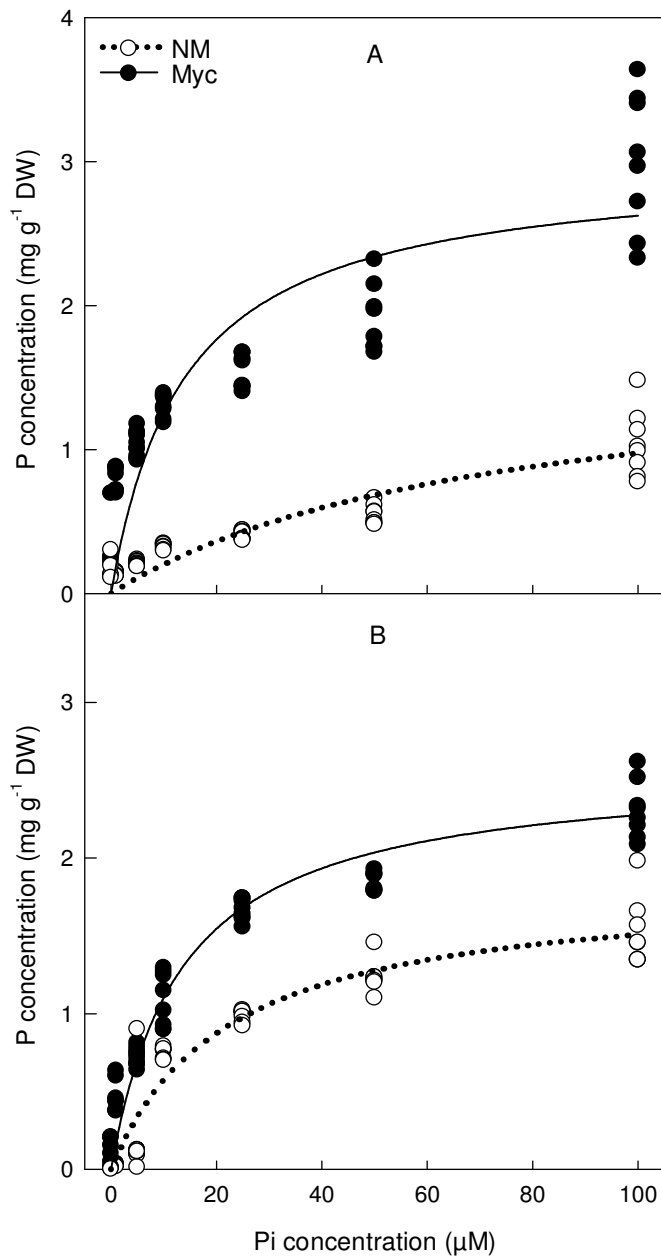 4
NM
Myc
A
3
2
1
0
P concentration (mg g⁻¹ DW)
B
3
2
1
0
P concentration (mg g⁻¹ DW)
0 20 40 60 80 100
Pi concentration (µM)